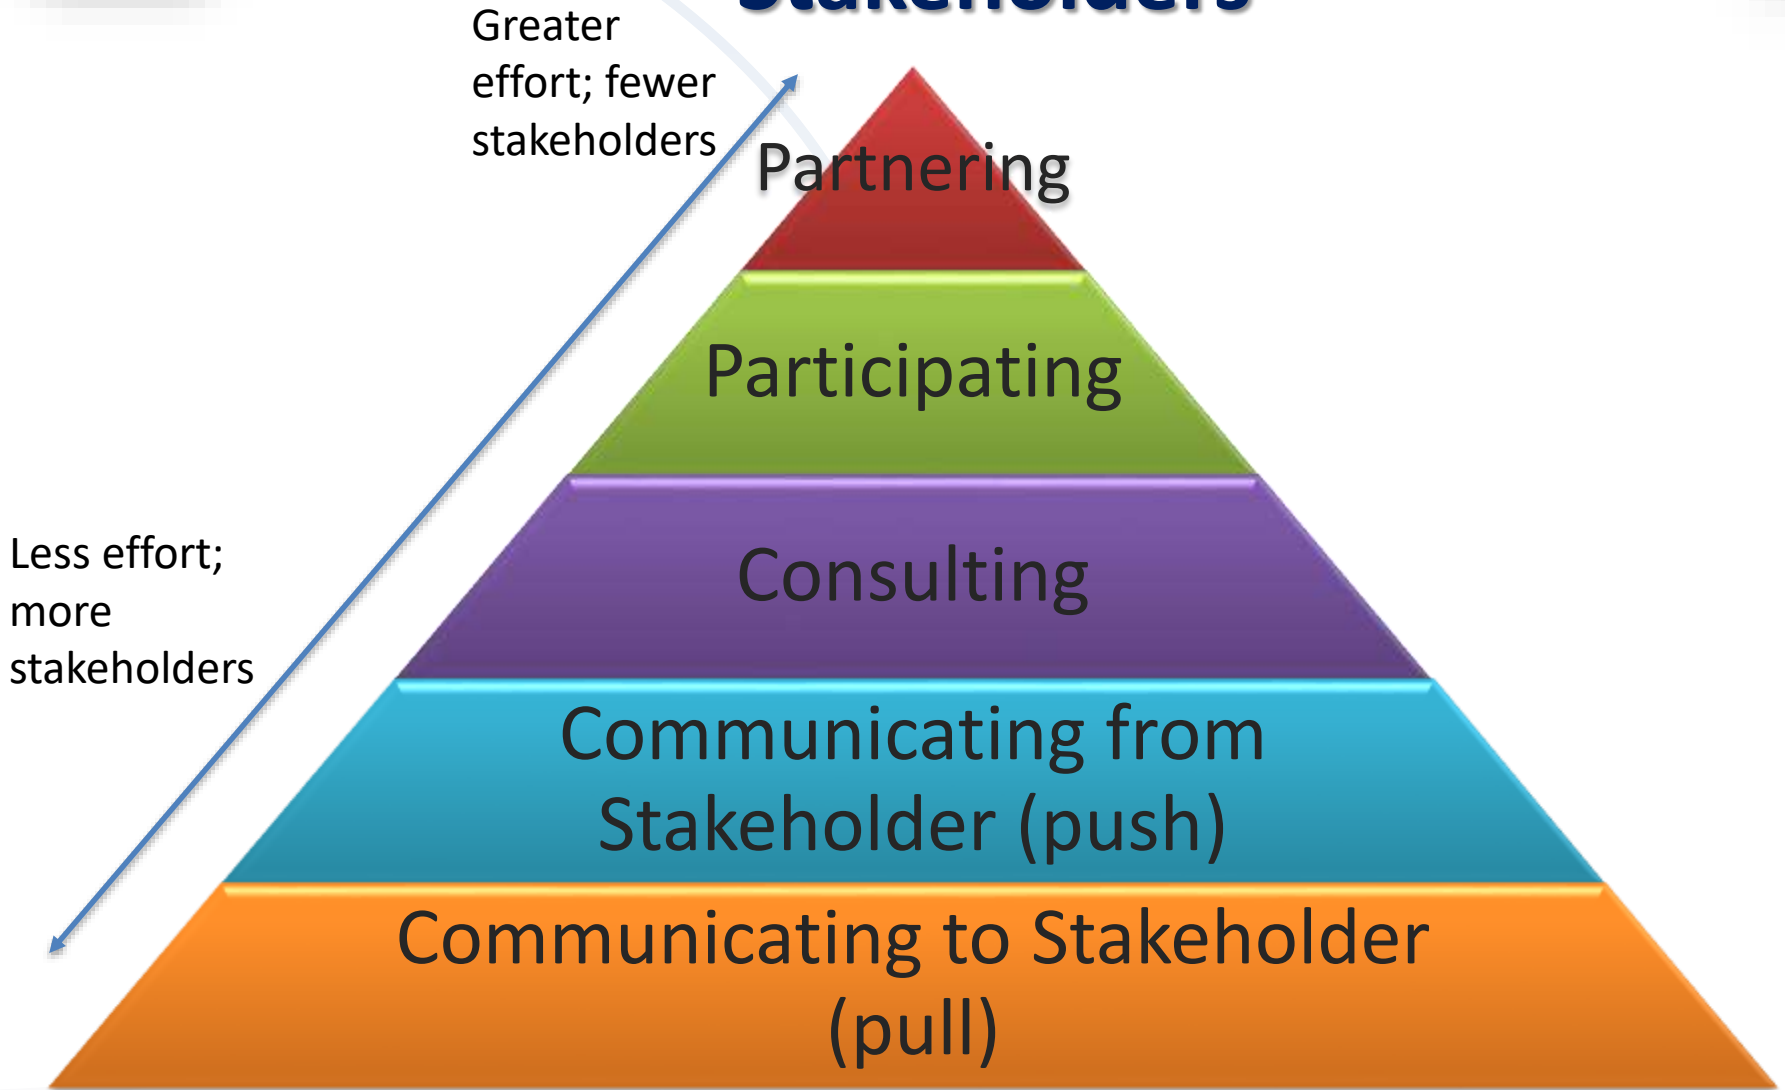 Stakeholders
Greater
effort; fewer
stakeholders
Partnering
Participating
Less effort;
more
stakeholders
Consulting
Communicating from
Stakeholder (push)
Communicating to Stakeholder
(pull)